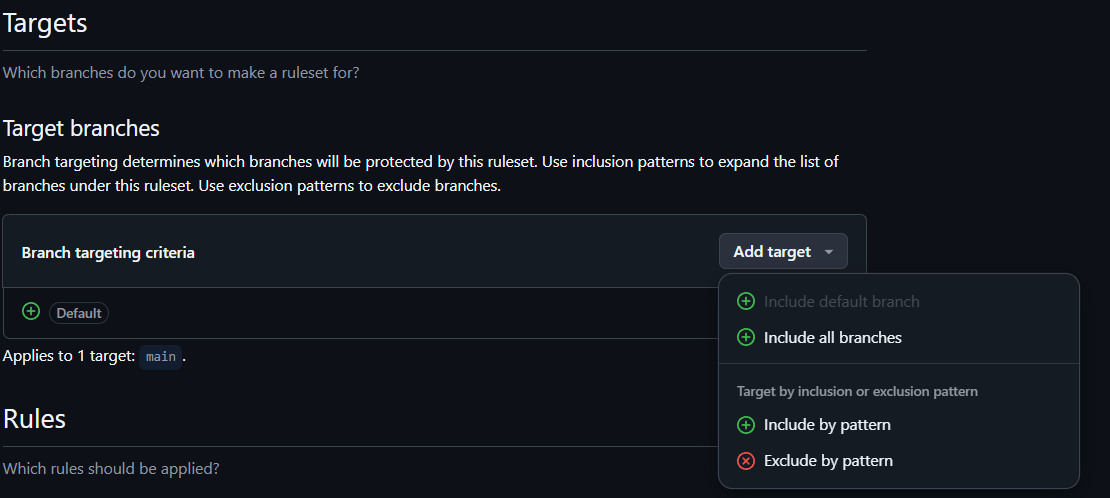 Targets
Which branches do you want to make a ruleset for?
Target branches
Branch targeting determines which branches will be protected by this ruleset. Use inclusion patterns to expand the list of
branches under this ruleset. Use exclusion patterns to exclude branches.
Branch targeting criteria
Add target
Default
Applies to 1 target: main.
Include default branch
Include all branches
Target by inclusion or exclusion pattern
Include by pattern
Exclude by pattern
Rules
Which rules should be applied?